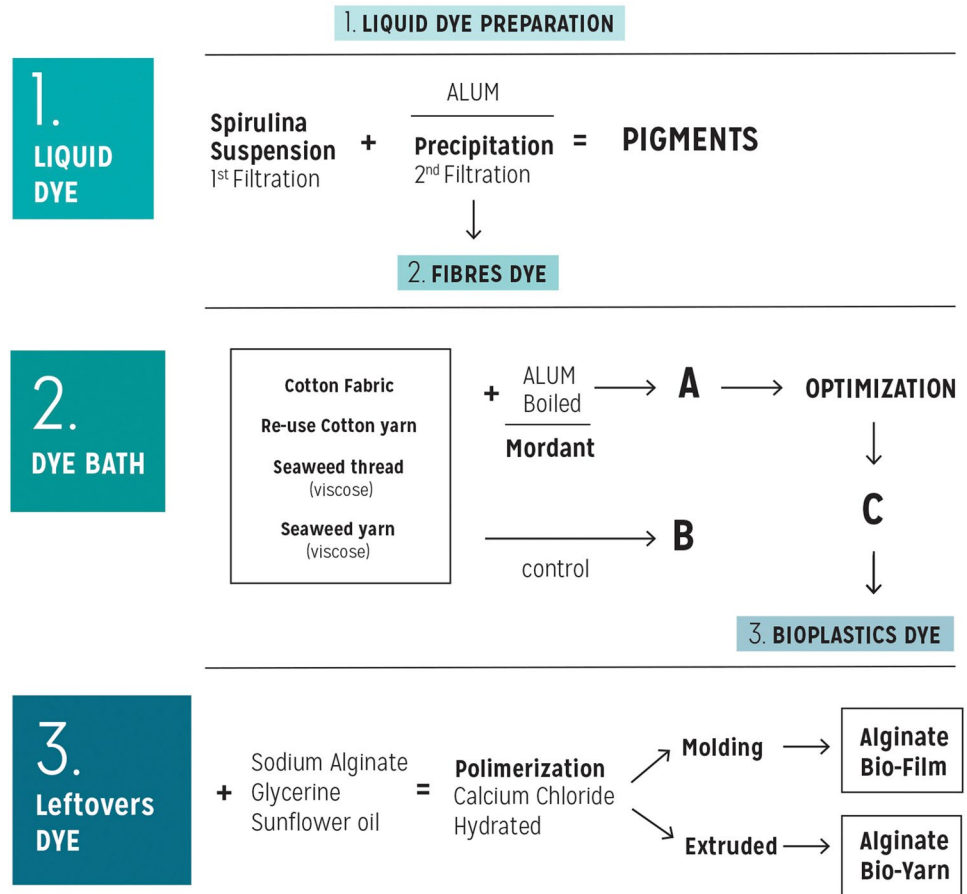 1. LIQUID DYE PREPARATION
1.
LIQUID
DYE
Spirulina
Suspension
1st Filtration
+
ALUM
Precipitation
2nd Filtration
=
PIGMENTS
2. FIBRES DYE
2.
DYE BATH
Cotton Fabric
Re-use Cotton yarn
Seaweed thread
(viscose)
Seaweed yarn
(viscose)
+
ALUM
Boiled
Mordant
A
OPTIMIZATION
control
B
C
3. BIOPLASTICS DYE
3.
Leftovers
DYE
+
Sodium Alginate
Glycerine
Sunflower oil
=
Polimerization
Calcium Chloride
Hydrated
Molding
Alginate
Bio-Film
Extruded
Alginate
Bio-Yarn